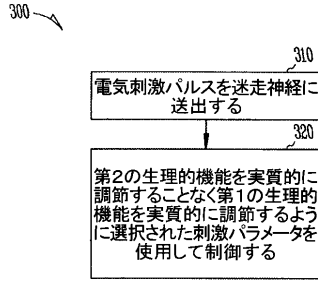 300
310
電気刺激パルスを迷走神経に
送出する
320
第2の生理的機能を実質的に
調節することなく第1の生理的
機能を実質的に調節するよう
に選択された刺激パラメータを
使用して制御する